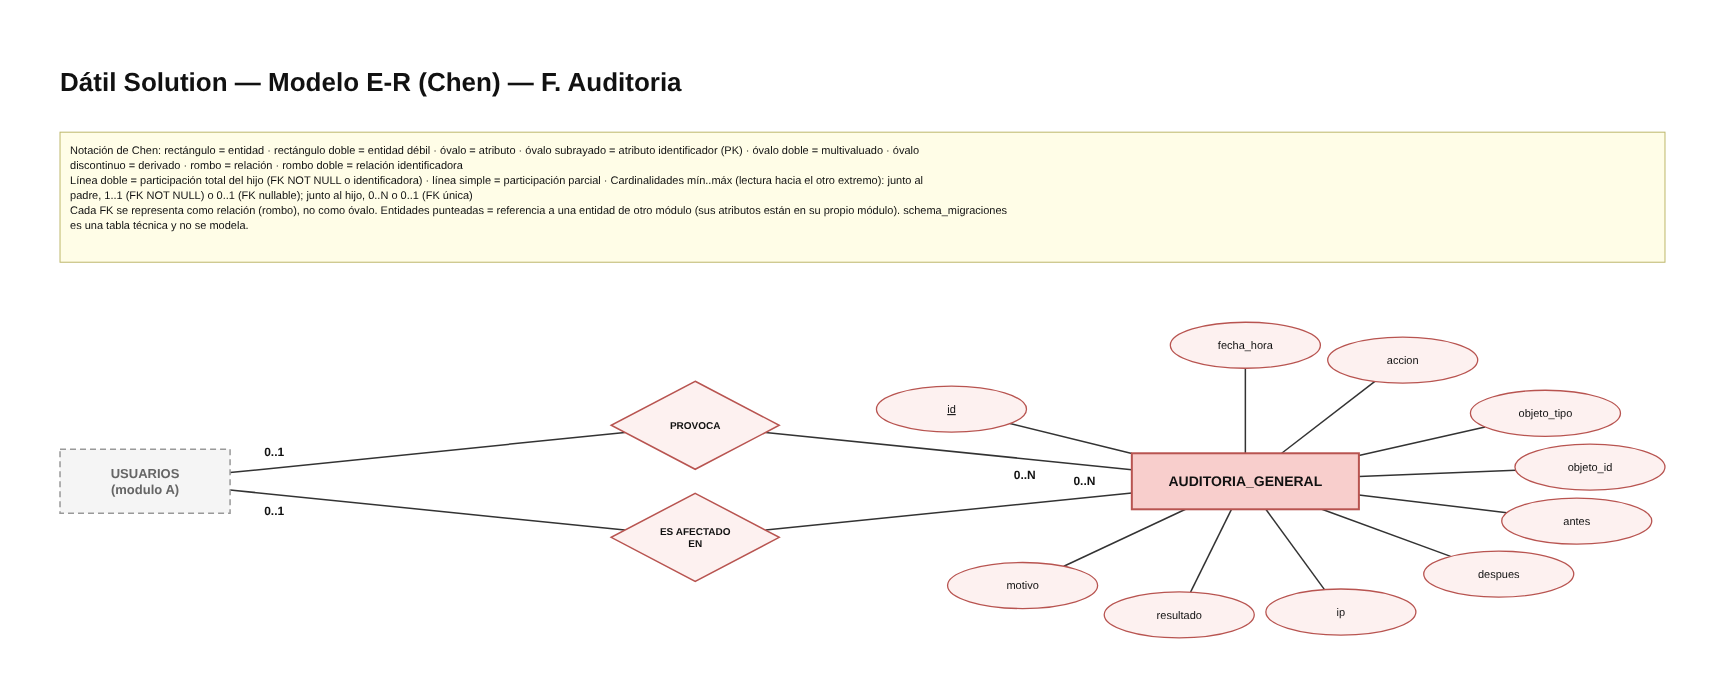 Dátil Solution — Modelo E-R (Chen) — F. Auditoria
Notación de Chen: rectángulo = entidad · rectángulo doble = entidad débil · óvalo = atributo · óvalo subrayado = atributo identificador (PK) · óvalo doble = multivaluado · óvalo
discontinuo = derivado · rombo = relación · rombo doble = relación identificadora
Línea doble = participación total del hijo (FK NOT NULL o identificadora) · línea simple = participación parcial · Cardinalidades mín..máx (lectura hacia el otro extremo): junto al
padre, 1..1 (FK NOT NULL) o 0..1 (FK nullable); junto al hijo, 0..N o 0..1 (FK única)
Cada FK se representa como relación (rombo), no como óvalo. Entidades punteadas = referencia a una entidad de otro módulo (sus atributos están en su propio módulo). schema_migraciones
es una tabla técnica y no se modela.
fecha_hora
accion
id
objeto_tipo
PROVOCA
0..1
USUARIOS
(modulo A)
0..1
0..N
0..N
AUDITORIA_GENERAL
objeto_id
antes
ES AFECTADO
EN
despues
motivo
resultado
ip